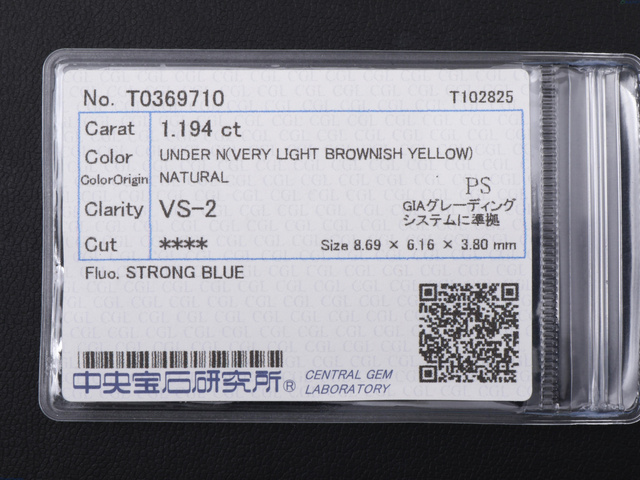 No. T0369710
T102825
Carat 1.194 ct
Color UNDER N(VERY LIGHT BROWNISH YELLOW)
ColorOrigin NATURAL
PS
Clarity VS-2
GIAグレーディング
システムに準拠
Cut ****
Size 8.69 × 6.16 × 3.80 mm
Fluo. STRONG BLUE
中央宝石研究所®
CENTRAL GEM
LABORATORY